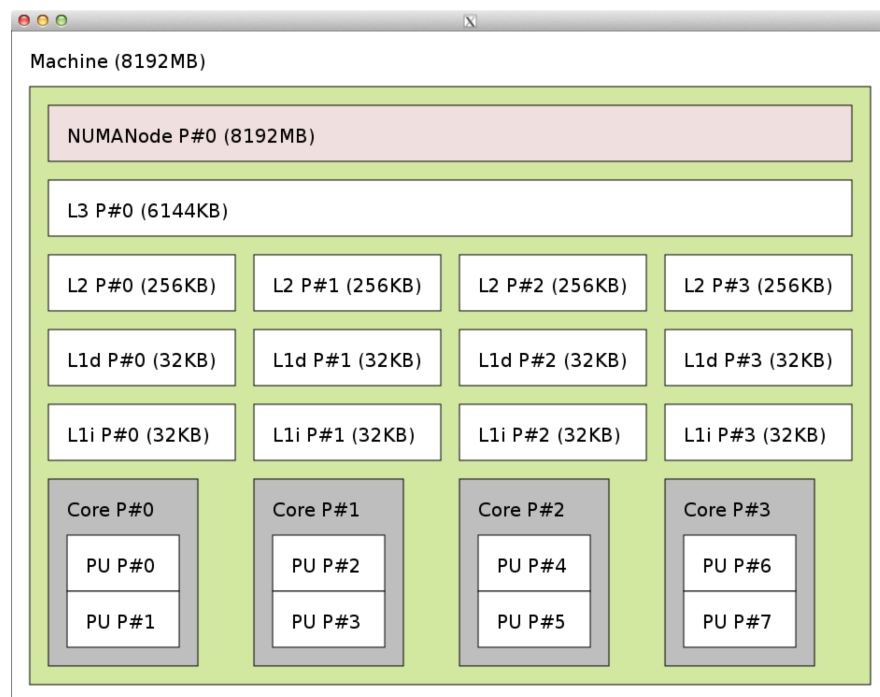 Machine (8192MB)
NUMANode P#0 (8192MB)
L3 P#0 (6144KB)
L2 P#0 (256KB) L2 P#1 (256KB) L2 P#2 (256KB) L2 P#3 (256KB)
L1d P#0 (32KB) L1d P#1 (32KB) L1d P#2 (32KB) L1d P#3 (32KB)
L1i P#0 (32KB) L1i P#1 (32KB) L1i P#2 (32KB) L1i P#3 (32KB)
Core P#0 Core P#1 Core P#2 Core P#3
PU P#0 PU P#2 PU P#4 PU P#6
PU P#1 PU P#3 PU P#5 PU P#7